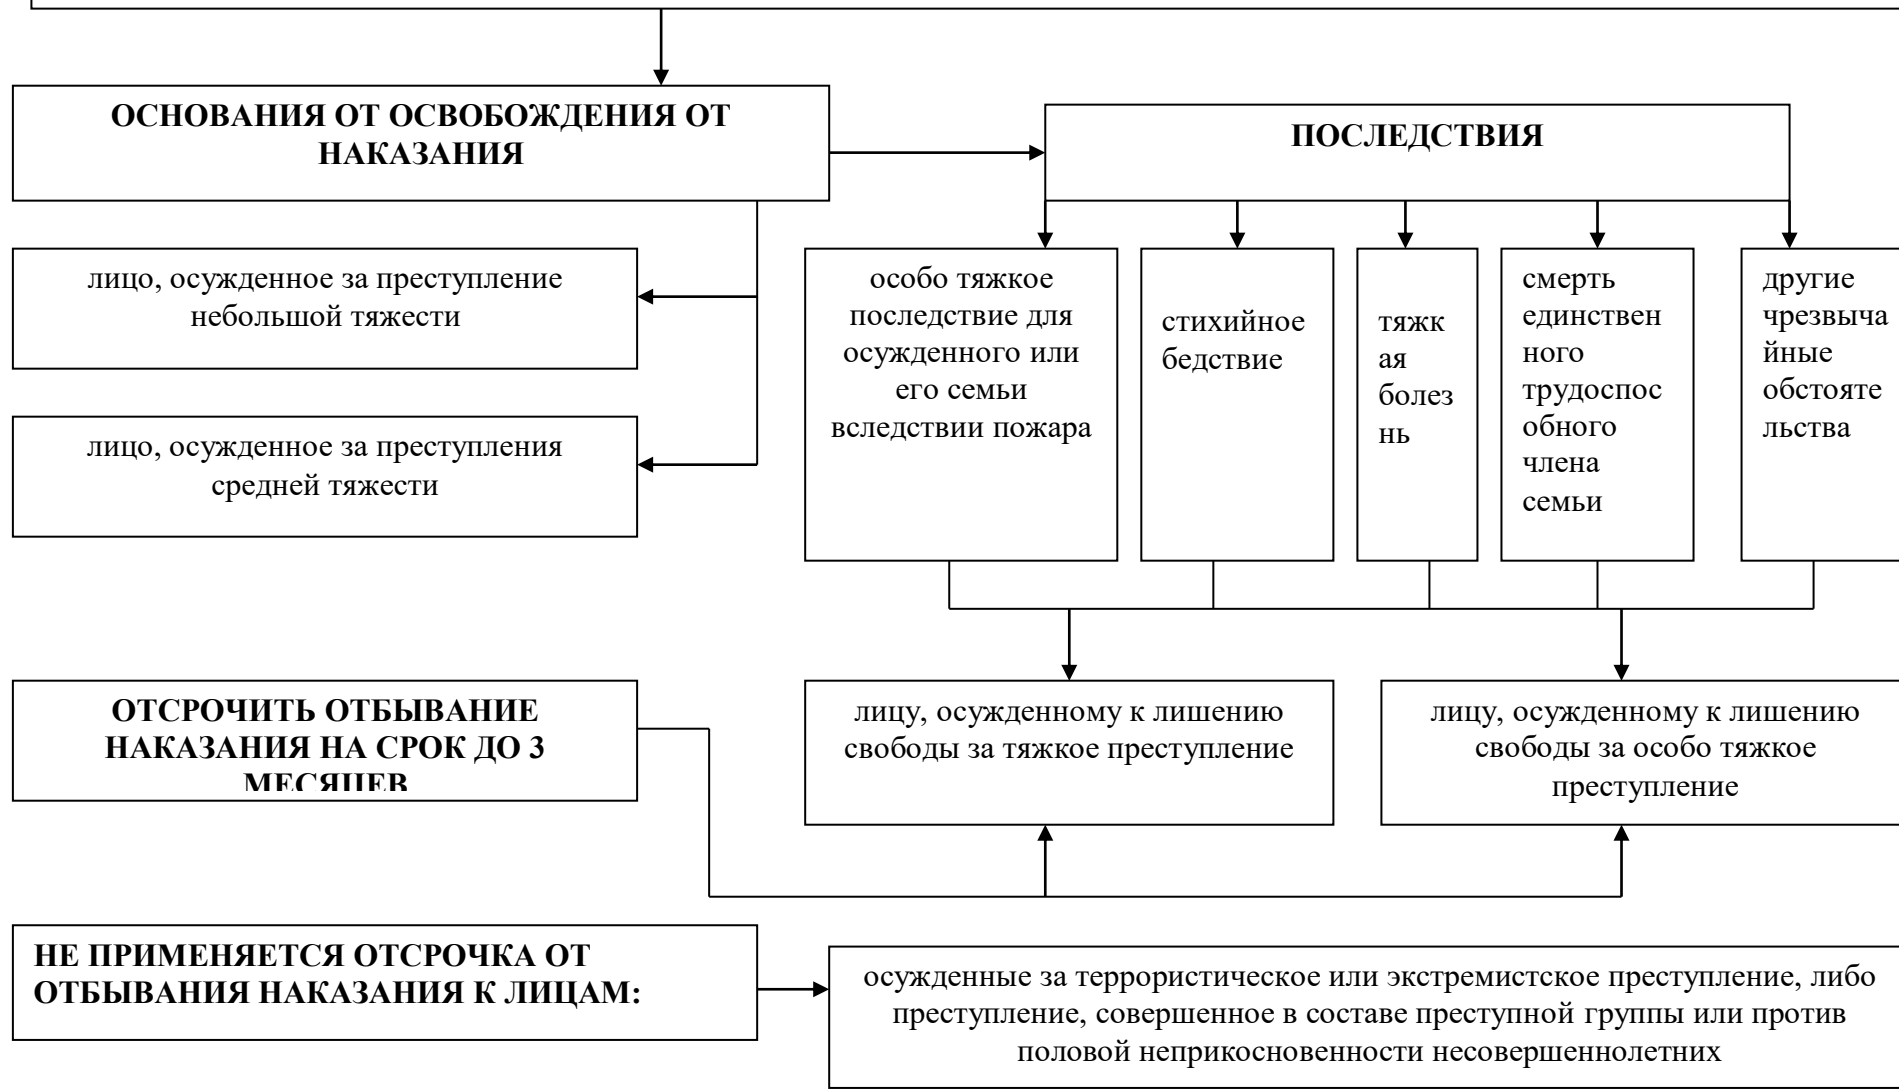 ОСНОВАНИЯ ОТ ОСВОБОЖДЕНИЯ ОТ
НАКАЗАНИЯ
ПОСЛЕДСТВИЯ
лицо, осужденное за преступление
небольшой тяжести
лицо, осужденное за преступления
средней тяжести
особо тяжкое
последствие для
осужденного или
его семьи
вследствии пожара
стихийное
бедствие
тяжк
ая
болез
нь
смерть
единствен
ного
трудоспос
обного
члена
семьи
другие
чрезвыча
йные
обстояте
льства
ОТСРОЧИТЬ ОТБЫВАНИЕ
НАКАЗАНИЯ НА СРОК ДО 3
МЕСЯЦЕВ
лицу, осужденному к лишению
свободы за тяжкое преступление
лицу, осужденному к лишению
свободы за особо тяжкое
преступление
НЕ ПРИМЕНЯЕТСЯ ОТСРОЧКА ОТ
ОТБЫВАНИЯ НАКАЗАНИЯ К ЛИЦАМ:
осужденные за террористическое или экстремистское преступление, либо
преступление, совершенное в составе преступной группы или против
половой неприкосновенности несовершеннолетних